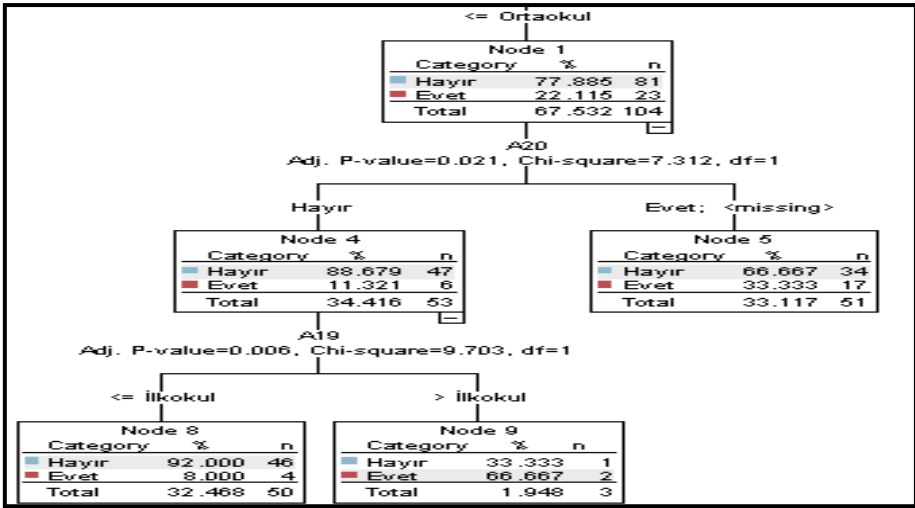 <= Ortaokul
Node 1
Category % n
Hayır 77.885 81
Evet 22.115 23
Total 67.532 104
A20
Adj. P-value=0.021, Chi-square=7.312, df=1
Hayır Evet; <missing>
Node 4 Node 5
Category % n Category % n
Hayır 88.679 47 Hayır 66.667 34
Evet 11.321 6 Evet 33.333 17
Total 34.416 53 Total 33.117 51
A19
Adj. P-value=0.006, Chi-square=9.703, df=1
<= İlkokul > İlkokul
Node 8 Node 9
Category % n Category % n
Hayır 92.000 46 Hayır 33.333 1
Evet 8.000 4 Evet 66.667 2
Total 32.468 50 Total 1.948 3